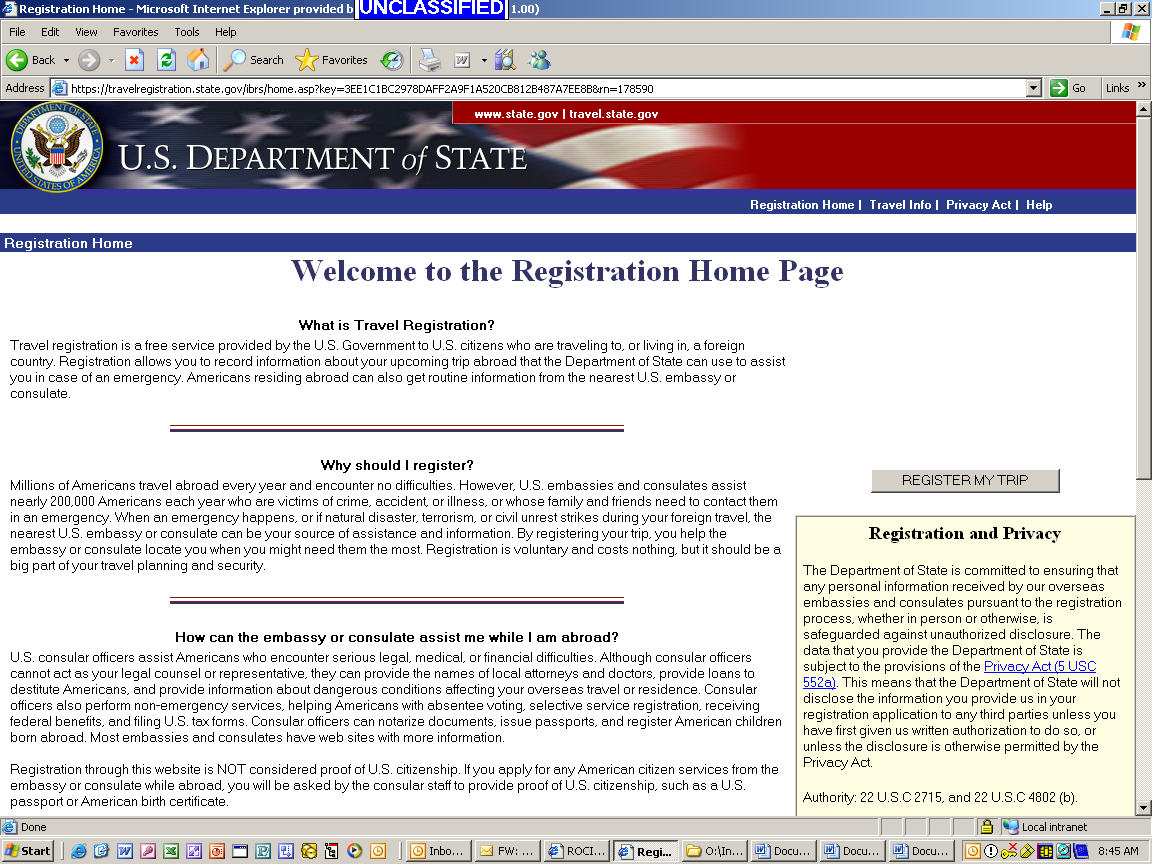 Registration Home - Microsoft Internet Explorer provided b UNCLASSIFIED 1.00)
File Edit View Favorites Tools Help
Back Search Favorites
Address https://travelregistration.state.gov/ibrs/home.asp?key=3EE1C1BC2978DAFF2A9F1A520CB812B487A7EE8B&rn=178590 Go Links »
www.state.gov | travel.state.gov
DEPARTMENT OF STATE UNITED STATES OF AMERICA
U.S. DEPARTMENT of STATE
Registration Home | Travel Info | Privacy Act | Help
Registration Home
Welcome to the Registration Home Page
What is Travel Registration?
Travel registration is a free service provided by the U.S. Government to U.S. citizens who are traveling to, or living in, a foreign
country. Registration allows you to record information about your upcoming trip abroad that the Department of State can use to assist
you in case of an emergency. Americans residing abroad can also get routine information from the nearest U.S. embassy or
consulate.
Why should I register?
Millions of Americans travel abroad every year and encounter no difficulties. However, U.S. embassies and consulates assist
nearly 200,000 Americans each year who are victims of crime, accident, or illness, or whose family and friends need to contact them
in an emergency. When an emergency happens, or if natural disaster, terrorism, or civil unrest strikes during your foreign travel, the
nearest U.S. embassy or consulate can be your source of assistance and information. By registering your trip, you help the
embassy or consulate locate you when you might need them the most. Registration is voluntary and costs nothing, but it should be a
big part of your travel planning and security.
How can the embassy or consulate assist me while I am abroad?
U.S. consular officers assist Americans who encounter serious legal, medical, or financial difficulties. Although consular officers
cannot act as your legal counsel or representative, they can provide the names of local attorneys and doctors, provide loans to
destitute Americans, and provide information about dangerous conditions affecting your overseas travel or residence. Consular
officers also perform non-emergency services, helping Americans with absentee voting, selective service registration, receiving
federal benefits, and filing U.S. tax forms. Consular officers can notarize documents, issue passports, and register American children
born abroad. Most embassies and consulates have web sites with more information.
Registration through this website is NOT considered proof of U.S. citizenship. If you apply for any American citizen services from the
embassy or consulate while abroad, you will be asked by the consular staff to provide proof of U.S. citizenship, such as a U.S.
passport or American birth certificate.
REGISTER MY TRIP
Registration and Privacy
The Department of State is committed to ensuring that
any personal information received by our overseas
embassies and consulates pursuant to the registration
process, whether in person or otherwise, is
safeguarded against unauthorized disclosure. The
data that you provide the Department of State is
subject to the provisions of the Privacy Act (5 USC
552a). This means that the Department of State will not
disclose the information you provide us in your
registration application to any third parties unless you
have first given us written authorization to do so, or
unless the disclosure is otherwise permitted by the
Privacy Act.
Authority: 22 U.S.C 2715, and 22 U.S.C 4802 (b).
Done Local intranet
Start Inbo... FW: ... ROCI... Regi... O:\In... Docu... Docu... Docu... 8:45 AM